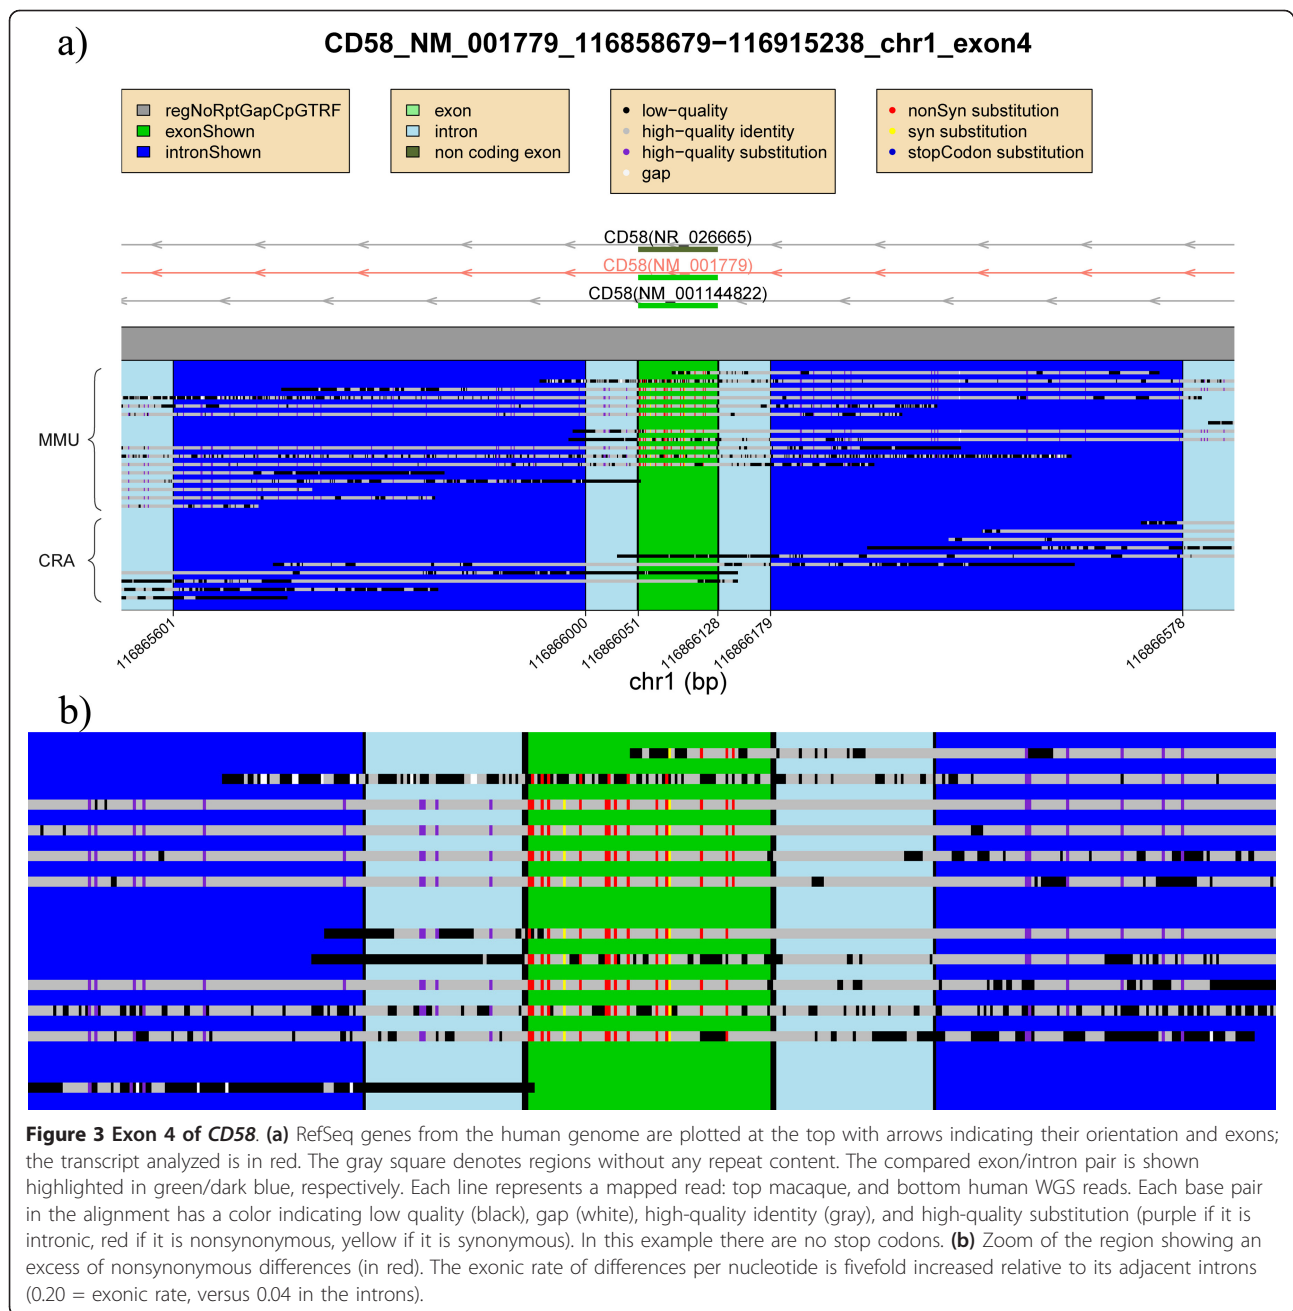 a)
CD58_NM_001779_116858679−116915238_chr1_exon4
regNoRptGapCpGTRF
exonShown
intronShown
exon
intron
non coding exon
low−quality
high−quality identity
high−quality substitution
gap
nonSyn substitution
syn substitution
stopCodon substitution
CD58(NR_026665)
CD58(NM_001779)
CD58(NM_001144822)
MMU
CRA
116865601
116866000
116866051
116866128
116866179
116866578
chr1 (bp)
b)
Figure 3 Exon 4 of CD58. (a) RefSeq genes from the human genome are plotted at the top with arrows indicating their orientation and exons;
the transcript analyzed is in red. The gray square denotes regions without any repeat content. The compared exon/intron pair is shown
highlighted in green/dark blue, respectively. Each line represents a mapped read: top macaque, and bottom human WGS reads. Each base pair
in the alignment has a color indicating low quality (black), gap (white), high-quality identity (gray), and high-quality substitution (purple if it is
intronic, red if it is nonsynonymous, yellow if it is synonymous). In this example there are no stop codons. (b) Zoom of the region showing an
excess of nonsynonymous differences (in red). The exonic rate of differences per nucleotide is fivefold increased relative to its adjacent introns
(0.20 = exonic rate, versus 0.04 in the introns).